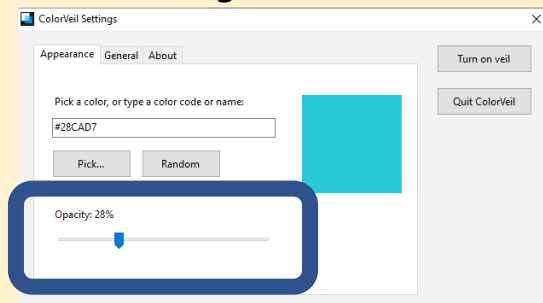 ColorVeil Settings
Appearance General About
Turn on veil
Pick a color, or type a color code or name:
Quit ColorVeil
#28CAD7
Pick... Random
Opacity: 28%